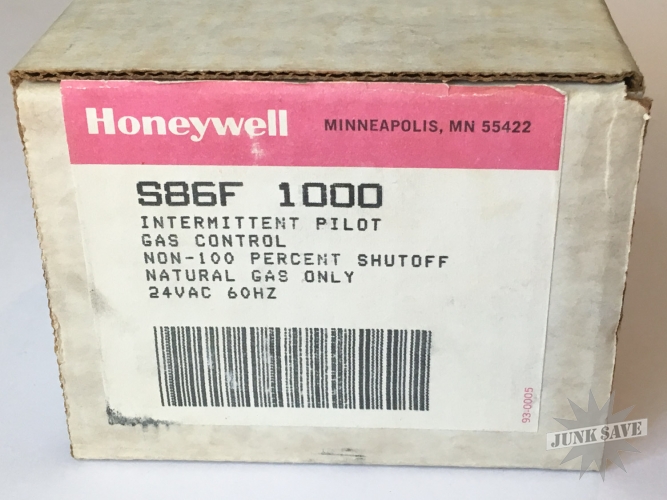 Honeywell MINNEAPOLIS, MN 55422
S86F 1000
INTERMITTENT PILOT
GAS CONTROL
NON-100 PERCENT SHUTOFF
NATURAL GAS ONLY
24VAC 60HZ
93-0005
JUNK SAVE